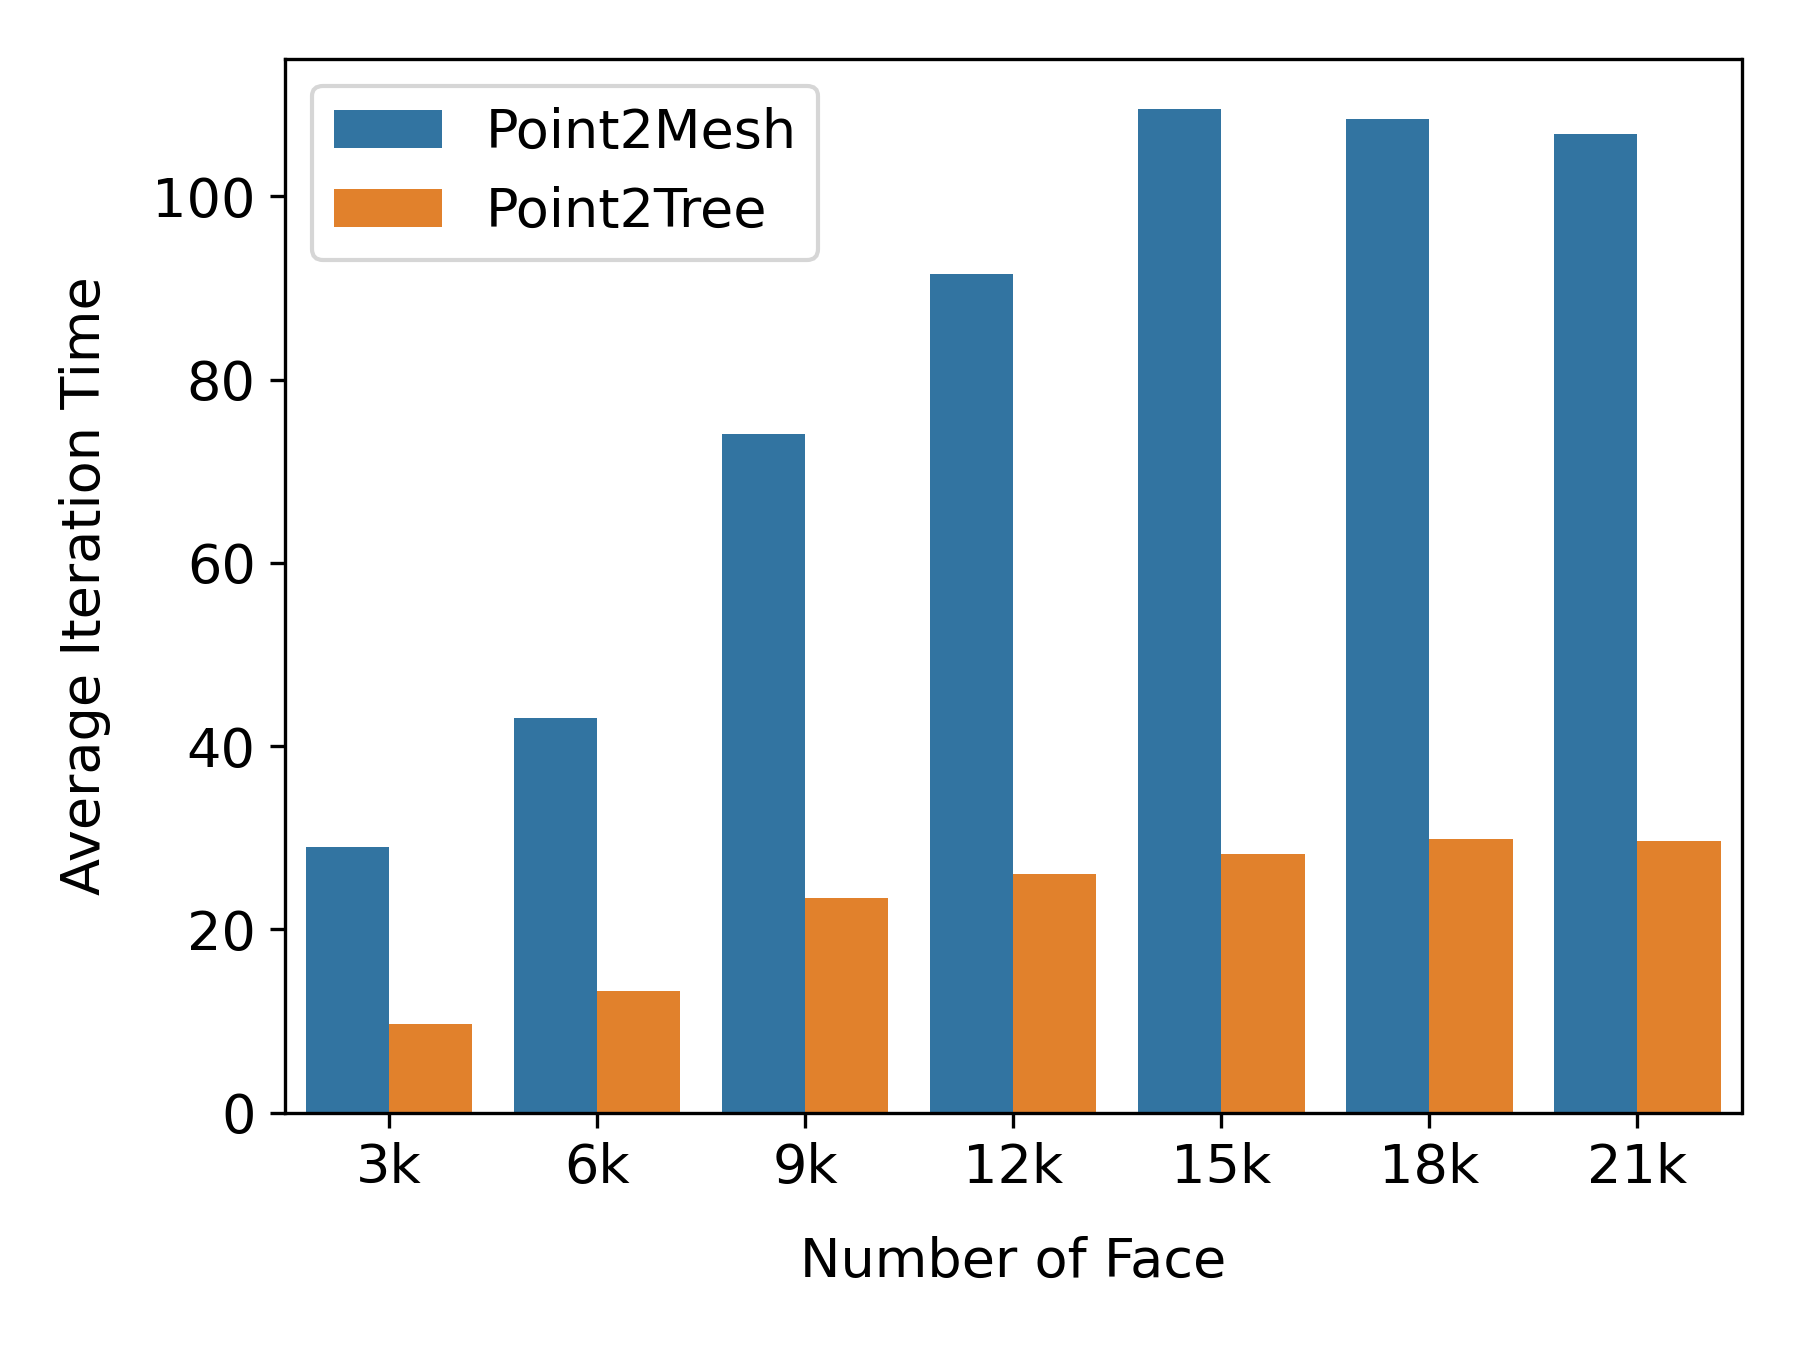 Point2Mesh
Point2Tree
Average Iteration Time
100
80
60
40
20
0
3k 6k 9k 12k 15k 18k 21k
Number of Face